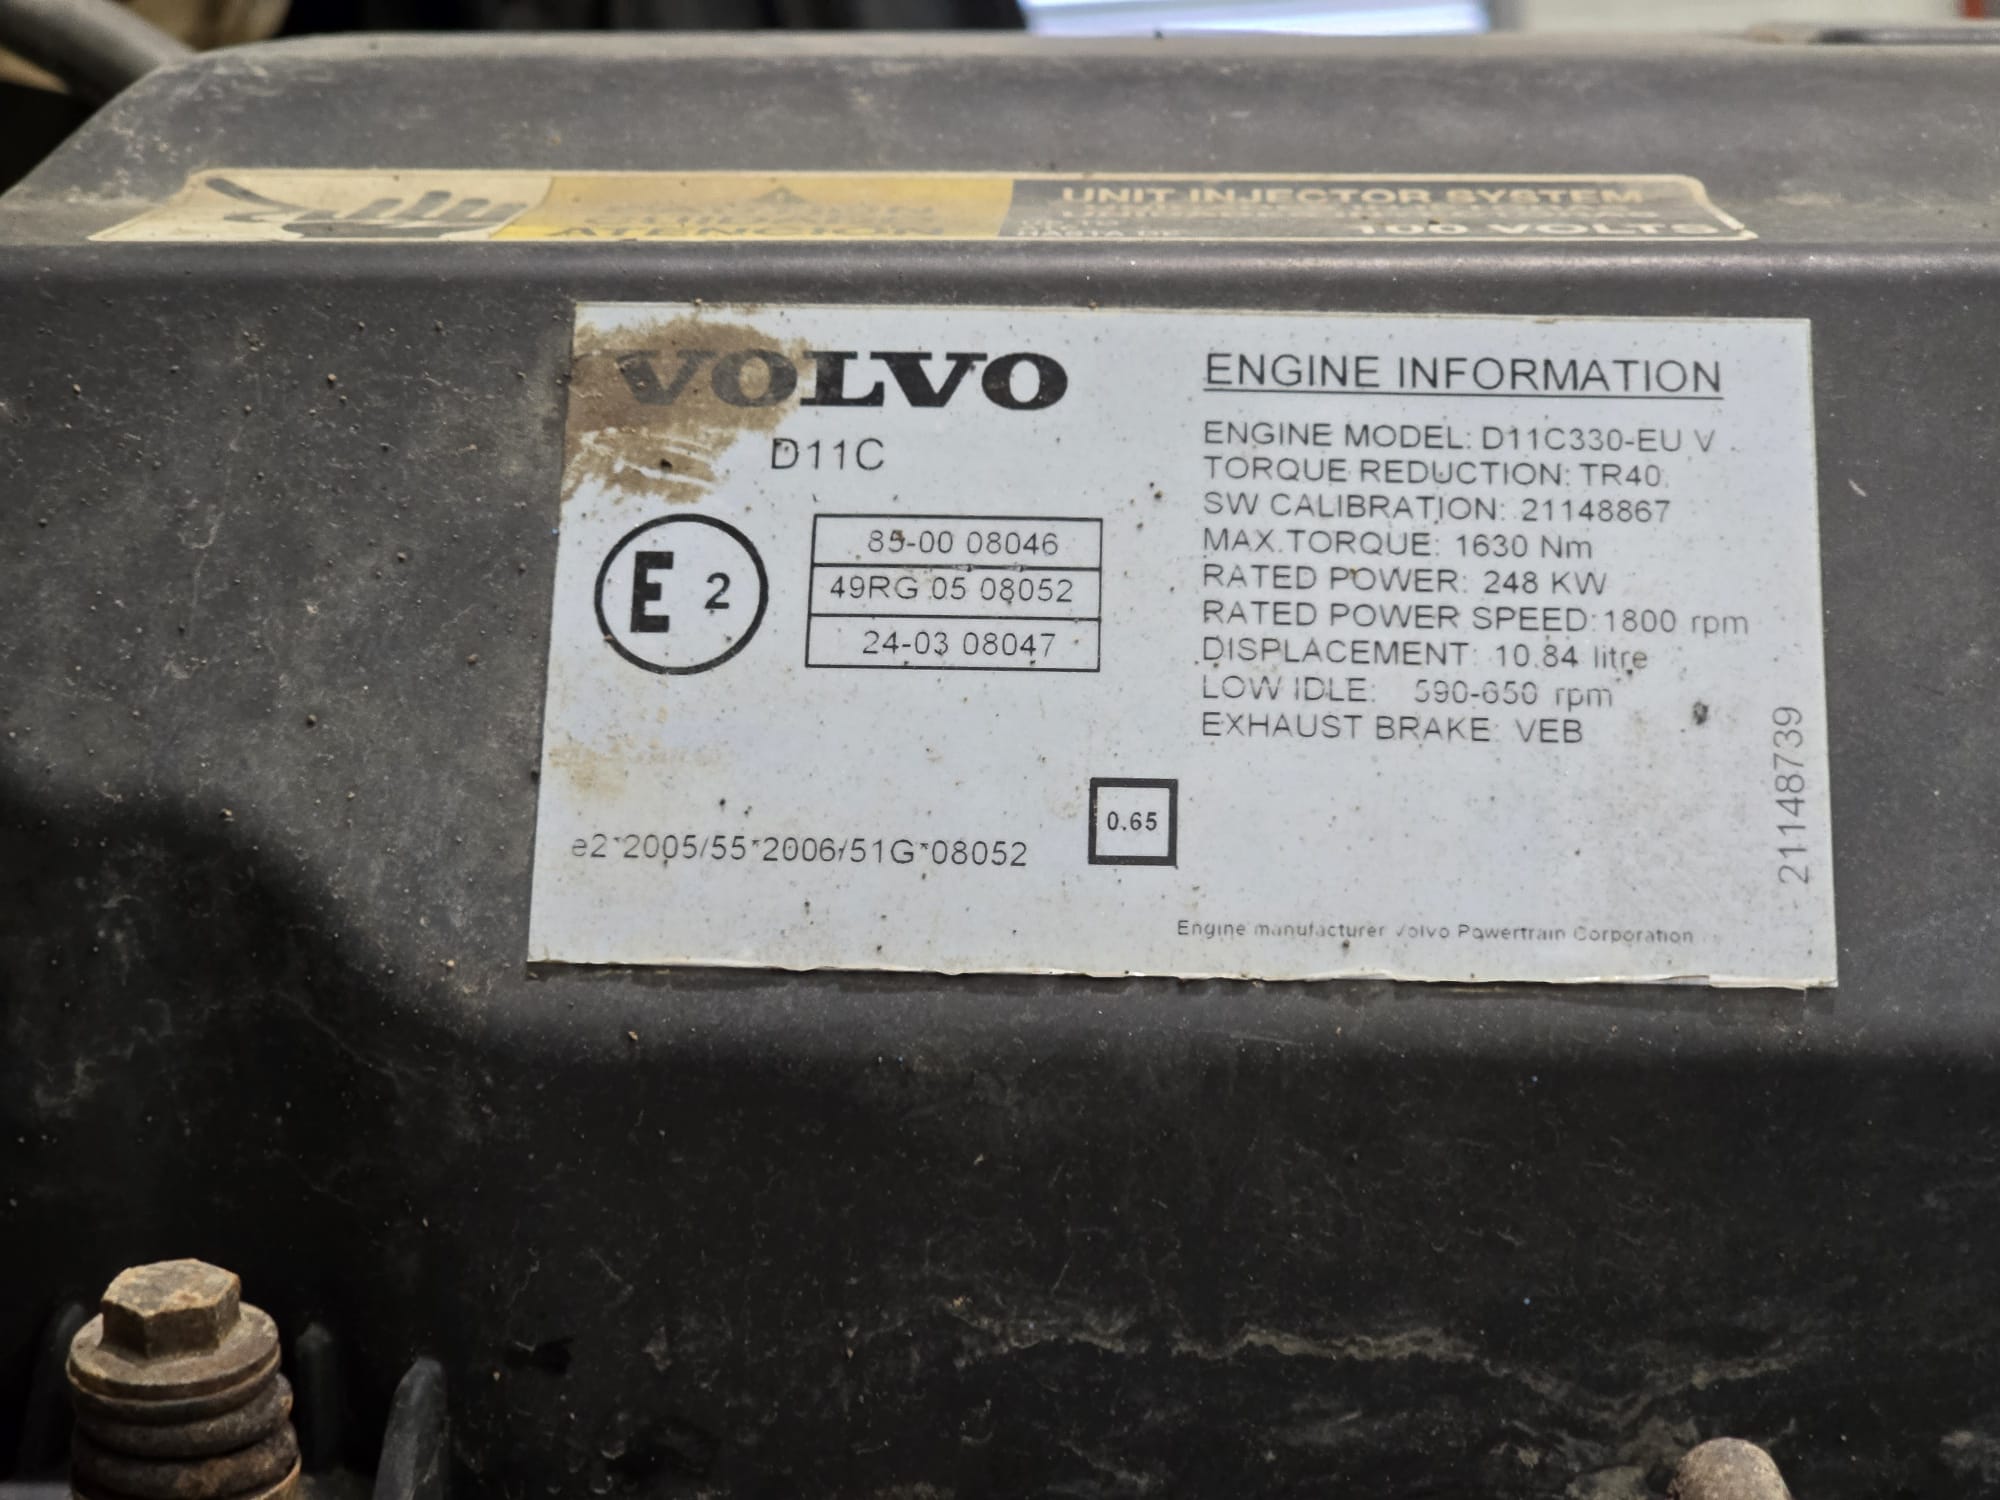 UNIT INJECTOR SYSTEM
ATENCION
HASTA DE
100 VOLTS
VOLVO
D11C
E 2
85-00 08046
49RG 05 08052
24-03 08047
e2*2005/55*2006/51G*08052
0.65
ENGINE INFORMATION
ENGINE MODEL: D11C330-EU V
TORQUE REDUCTION: TR40
SW CALIBRATION: 21148867
MAX.TORQUE: 1630 Nm
RATED POWER: 248 KW
RATED POWER SPEED: 1800 rpm
DISPLACEMENT: 10.84 litre
LOW IDLE: 590-650 rpm
EXHAUST BRAKE: VEB
21148739
Engine manufacturer Volvo Powertrain Corporation